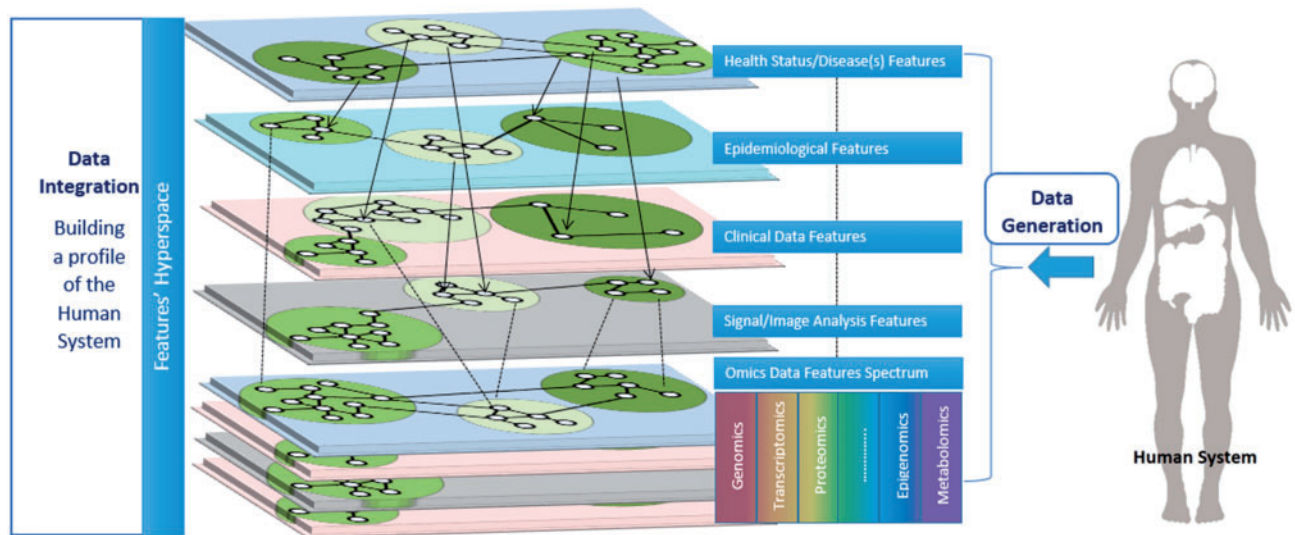 Data
Integration
Building
a profile
of the
Human
System
Features' Hyperspace
Health Status/Disease(s) Features
Epidemiological Features
Clinical Data Features
Signal/Image Analysis Features
Omics Data Features Spectrum
Genomics
Transcriptomics
Proteomics
............
Epigenomics
Metabolomics
Data
Generation
Human System